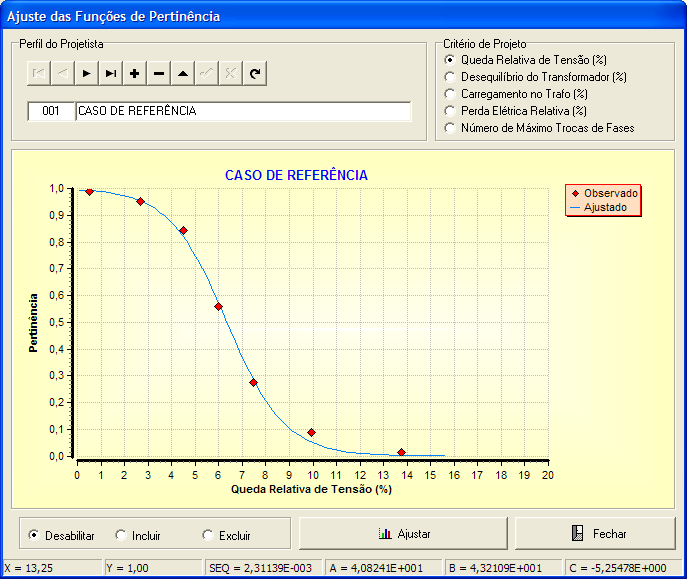 Ajuste das Funções de Pertinência
Perfil do Projetista
001 CASO DE REFERÊNCIA
Critério de Projeto
Queda Relativa de Tensão (%)
Desequilíbrio do Transformador (%)
Carregamento no Trafo (%)
Perda Elétrica Relativa (%)
Número de Máximo Trocas de Fases
CASO DE REFERÊNCIA
Observado
Ajustado
Pertinência
1,0
0,9
0,8
0,7
0,6
0,5
0,4
0,3
0,2
0,1
0,0
0 1 2 3 4 5 6 7 8 9 10 11 12 13 14 15 16 17 18 19 20
Queda Relativa de Tensão (%)
Desabilitar Incluir Excluir Ajustar Fechar
X = 13,25 Y = 1,00 SEQ = 2,31139E-003 A = 4,08241E+001 B = 4,32109E+001 C = -5,25478E+000